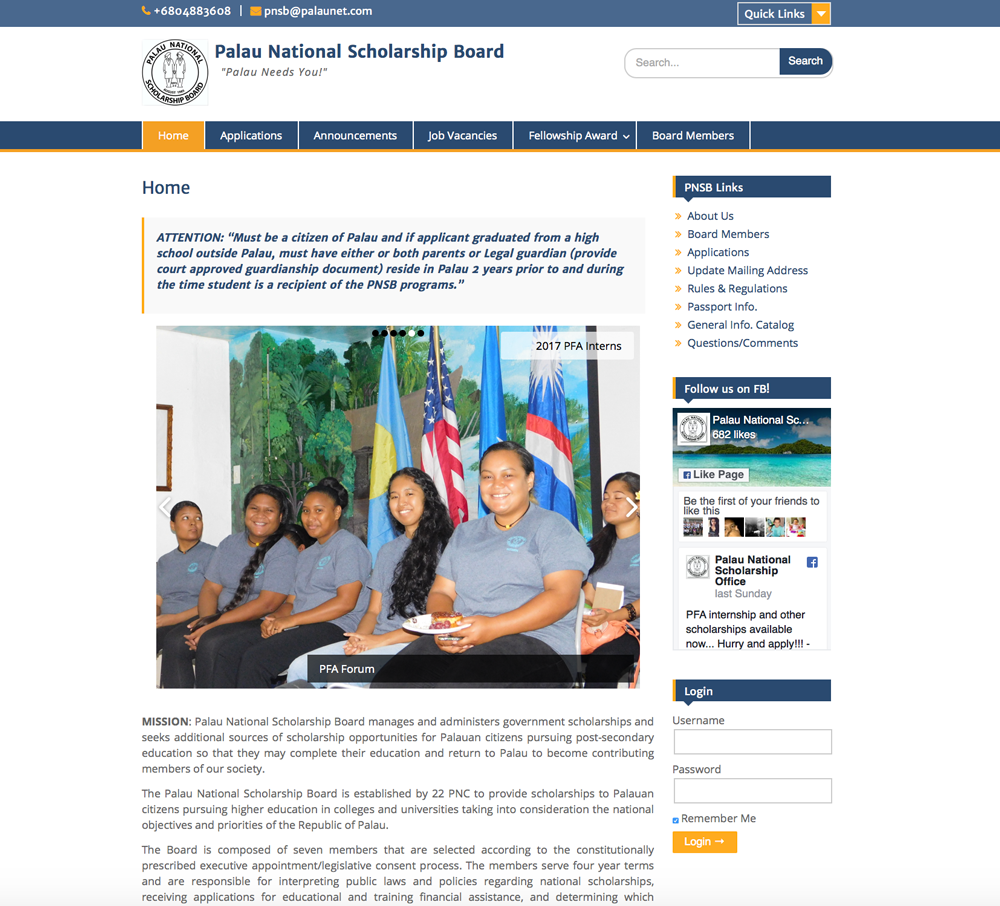 +6804883608 | pnsb@palaunet.com
Quick Links
PALAU NATIONAL
SCHOLARSHIP BOARD
Palau National Scholarship Board
"Palau Needs You!"
Search...
Search
Home
Applications
Announcements
Job Vacancies
Fellowship Award
Board Members
Home
ATTENTION: “Must be a citizen of Palau and if applicant graduated from a high
school outside Palau, must have either or both parents or Legal guardian (provide
court approved guardianship document) reside in Palau 2 years prior to and during
the time student is a recipient of the PNSB programs.”
2017 PFA Interns
PFA Forum
MISSION: Palau National Scholarship Board manages and administers government scholarships and
seeks additional sources of scholarship opportunities for Palauan citizens pursuing post-secondary
education so that they may complete their education and return to Palau to become contributing
members of our society.
The Palau National Scholarship Board is established by 22 PNC to provide scholarships to Palauan
citizens pursuing higher education in colleges and universities taking into consideration the national
objectives and priorities of the Republic of Palau.
The Board is composed of seven members that are selected according to the constitutionally
prescribed executive appointment/legislative consent process. The members serve four year terms
and are responsible for interpreting public laws and policies regarding national scholarships,
receiving applications for educational and training financial assistance, and determining which
PNSB Links
About Us
Board Members
Applications
Update Mailing Address
Rules & Regulations
Passport Info.
General Info. Catalog
Questions/Comments
Follow us on FB!
Palau National Sc...
682 likes
Like Page
Be the first of your friends to
like this
Palau National
Scholarship
Office
last Sunday
PFA internship and other
scholarships available
now... Hurry and apply!!! -
Login
Username
Password
Remember Me
Login →